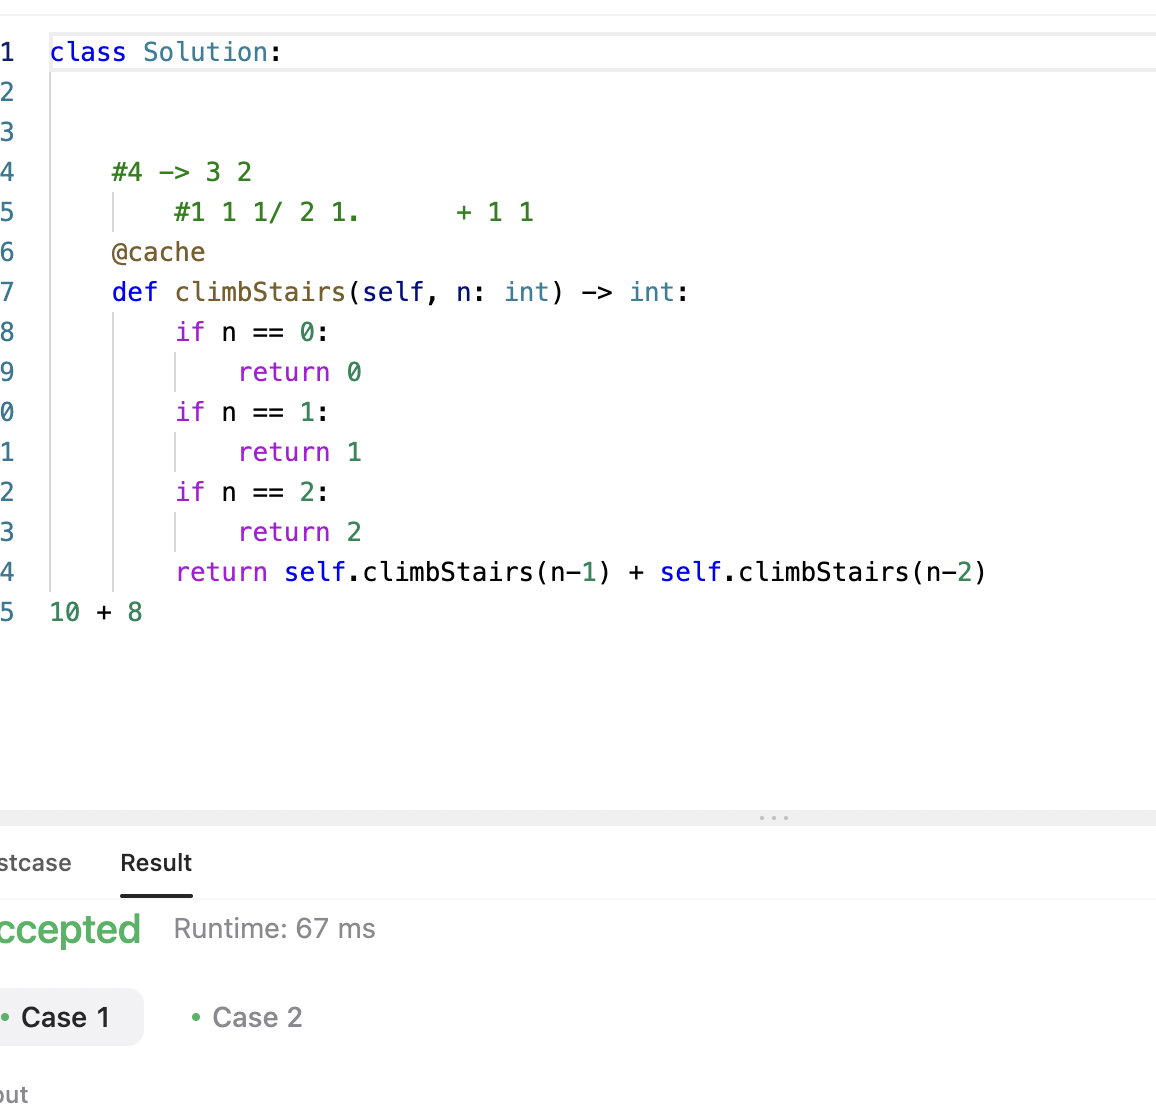 1 class Solution:
2
3
4 #4 -> 3 2
5 #1 1 1/ 2 1. + 1 1
6 @cache
7 def climbStairs(self, n: int) -> int:
8 if n == 0:
9 return 0
0 if n == 1:
1 return 1
2 if n == 2:
3 return 2
4 return self.climbStairs(n-1) + self.climbStairs(n-2)
5 10 + 8
stcase Result
ccepted Runtime: 67 ms
• Case 1 • Case 2
out